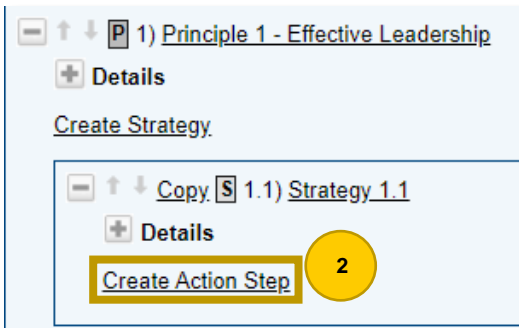 P 1) Principle 1 - Effective Leadership
Details
Create Strategy
Copy S 1.1) Strategy 1.1
Details
Create Action Step
2